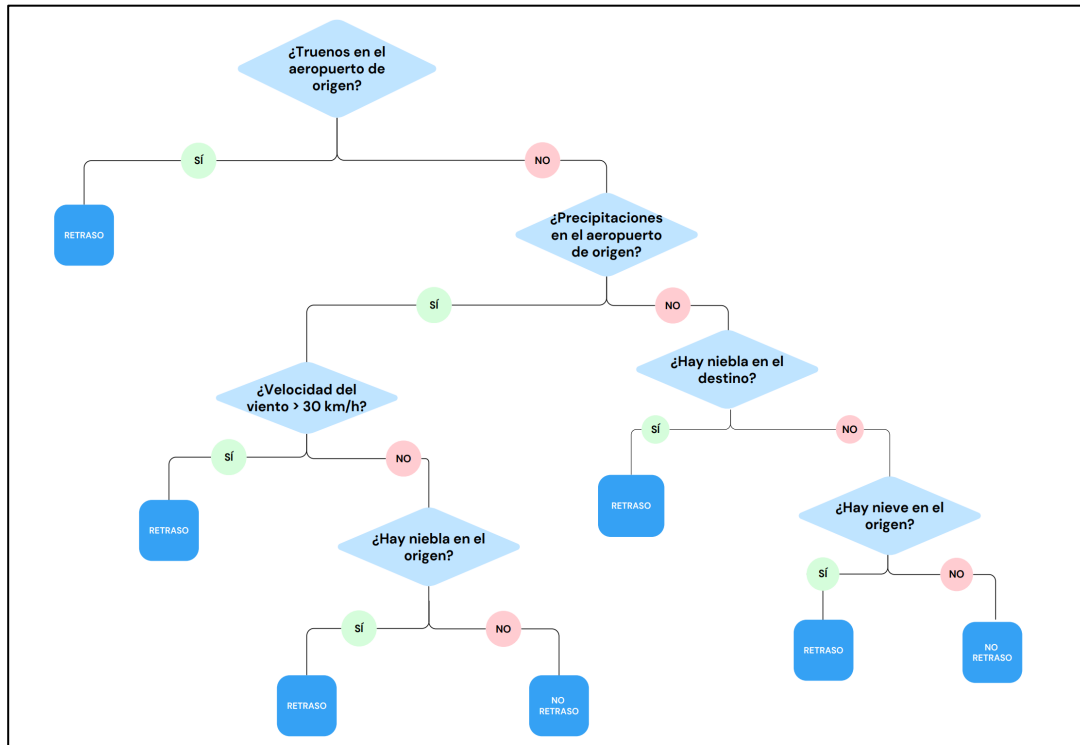 ¿Truenos en el
aeropuerto de
origen?
SÍ
NO
RETRASO
¿Precipitaciones
en el aeropuerto
de origen?
SÍ
NO
¿Velocidad del
viento > 30 km/h?
¿Hay niebla en el
destino?
SÍ
NO
SÍ
NO
RETRASO
RETRASO
¿Hay niebla en el
origen?
¿Hay nieve en el
origen?
SÍ
NO
SÍ
NO
RETRASO
NO
RETRASO
RETRASO
NO
RETRASO